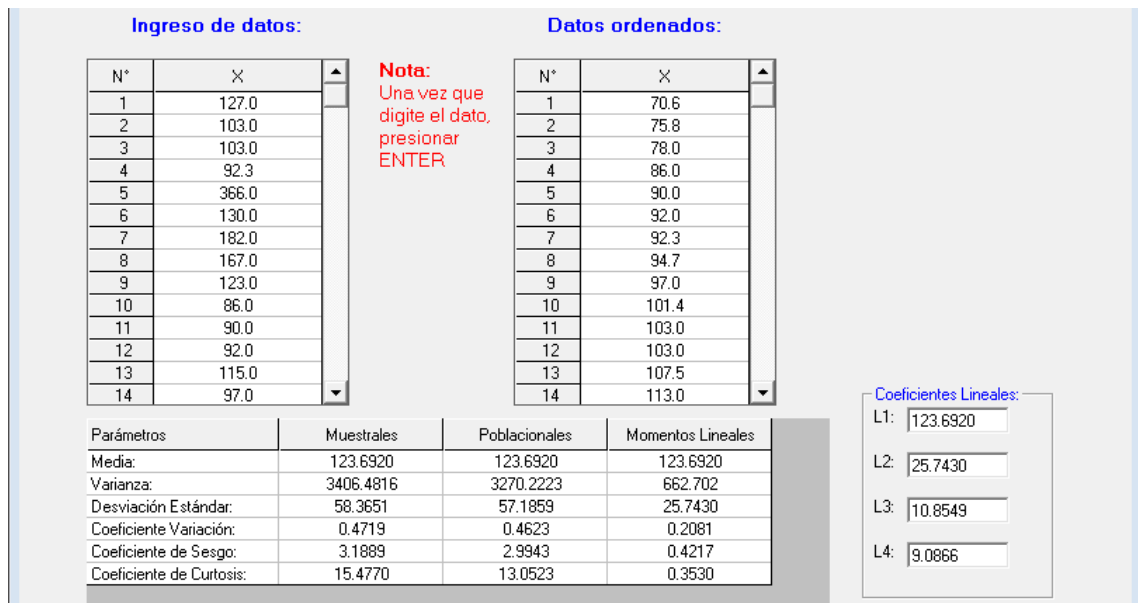 Ingreso de datos:
Datos ordenados:
N° X
1 127.0
2 103.0
3 103.0
4 92.3
5 366.0
6 130.0
7 182.0
8 167.0
9 123.0
10 86.0
11 90.0
12 92.0
13 115.0
14 97.0
Nota:
Una vez que
digite el dato,
presionar
ENTER
N° X
1 70.6
2 75.8
3 78.0
4 86.0
5 90.0
6 92.0
7 92.3
8 94.7
9 97.0
10 101.4
11 103.0
12 103.0
13 107.5
14 113.0
Parámetros Muestrales Poblacionales Momentos Lineales
Media: 123.6920 123.6920 123.6920
Varianza: 3406.4816 3270.2223 662.702
Desviación Estándar: 58.3651 57.1859 25.7430
Coeficiente Variación: 0.4719 0.4623 0.2081
Coeficiente de Sesgo: 3.1889 2.9943 0.4217
Coeficiente de Curtosis: 15.4770 13.0523 0.3530
Coeficientes Lineales:
L1: 123.6920
L2: 25.7430
L3: 10.8549
L4: 9.0866